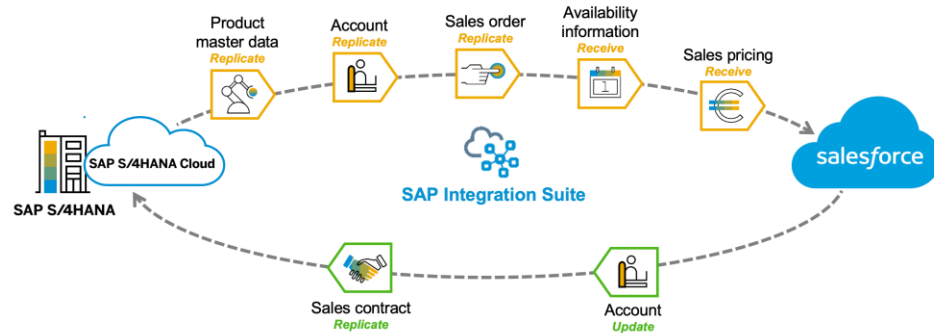 Product
master data
Replicate
Account
Replicate
Sales order
Replicate
Availability
information
Receive
Sales pricing
Receive
1
SAP S/4HANA Cloud
SAP S/4HANA
SAP Integration Suite
salesforce
Sales contract
Replicate
Account
Update